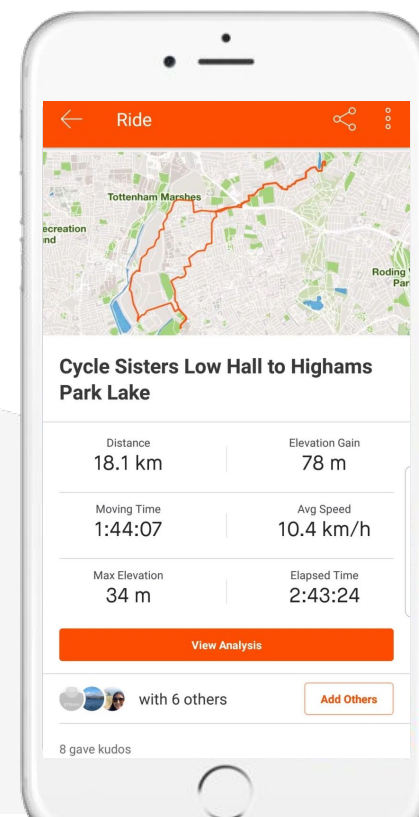 Ride
Tottenham Marshes
ecreation
nd
Roding
Par
Cycle Sisters Low Hall to Highams
Park Lake
Distance
Elevation Gain
18.1 km
78 m
Moving Time
Avg Speed
1:44:07
10.4 km/h
Max Elevation
Elapsed Time
34 m
2:43:24
View Analysis
with 6 others
Add Others
8 gave kudos